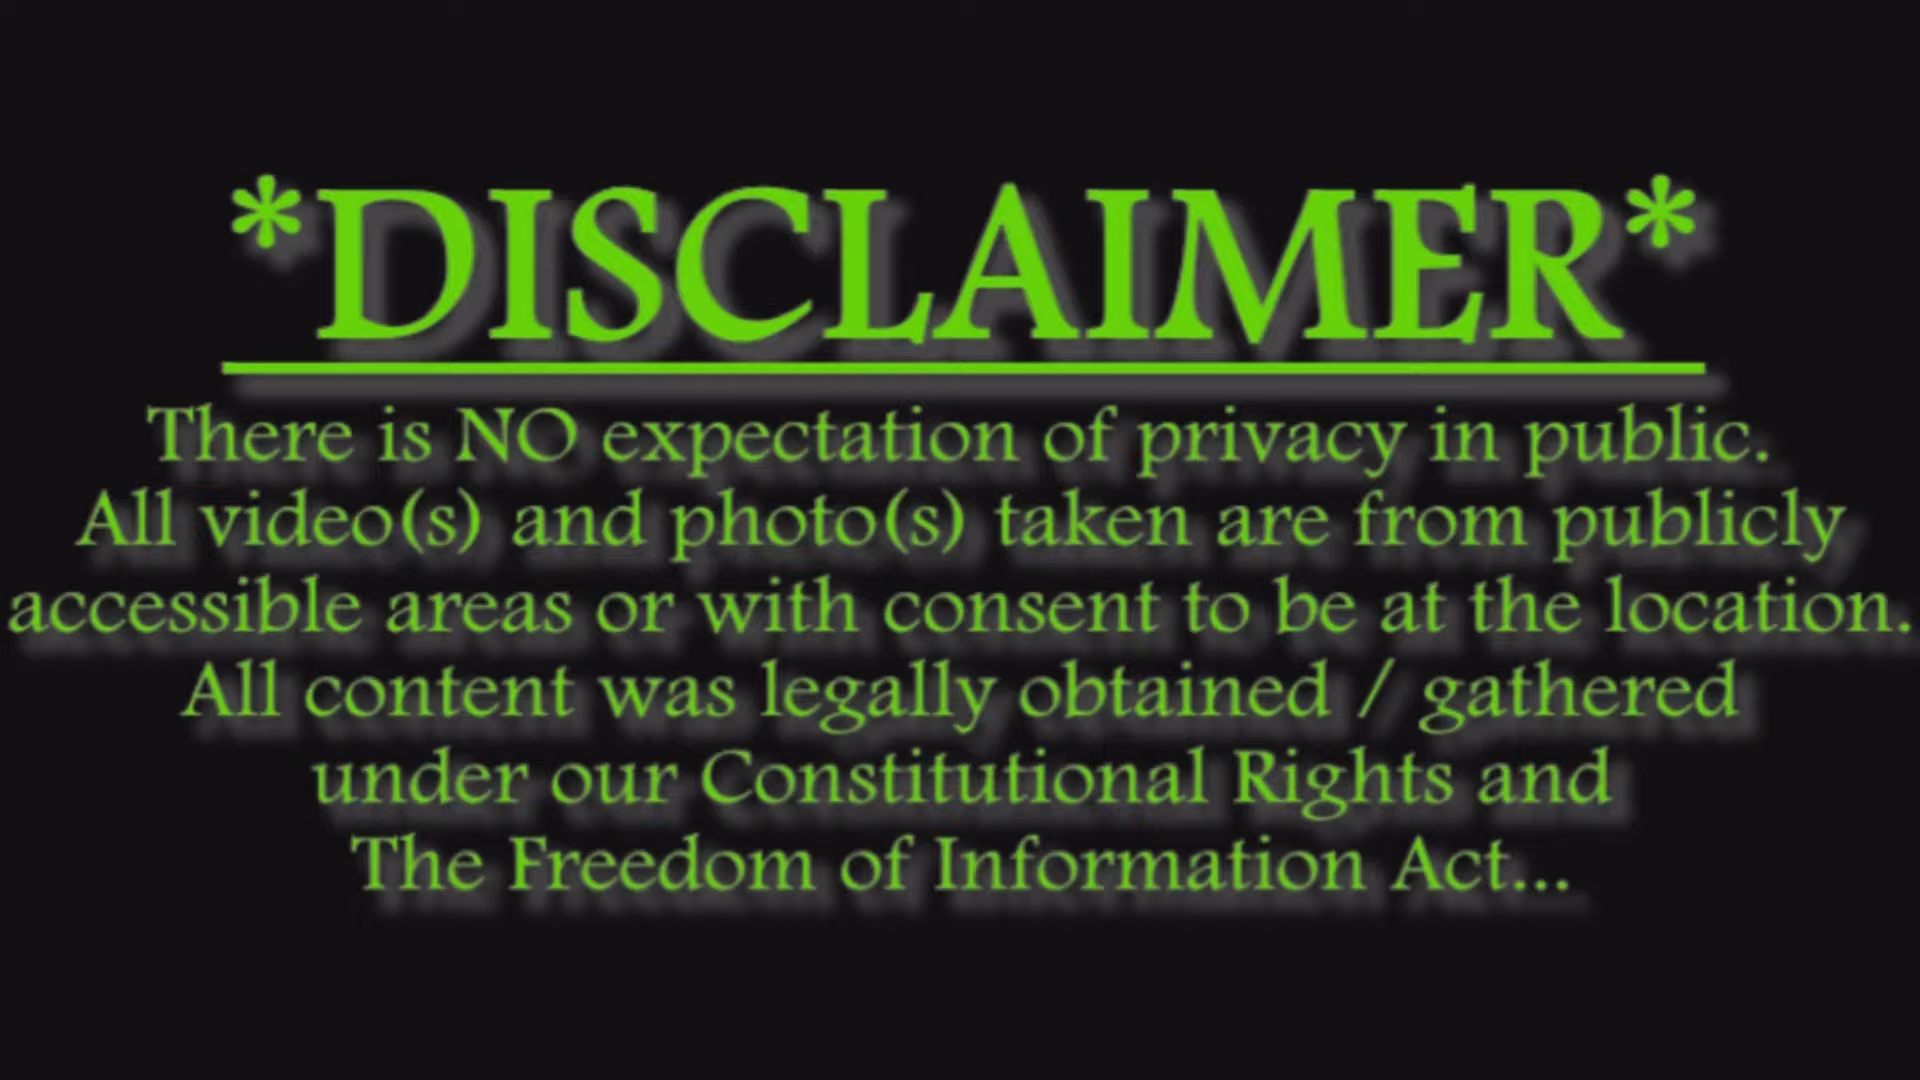 *DISCLAIMER*
There is NO expectation of privacy in public.
All video(s) and photo(s) taken are from publicly
accessible areas or with consent to be at the location.
All content was legally obtained / gathered
under our Constitutional Rights and
The Freedom of Information Act...